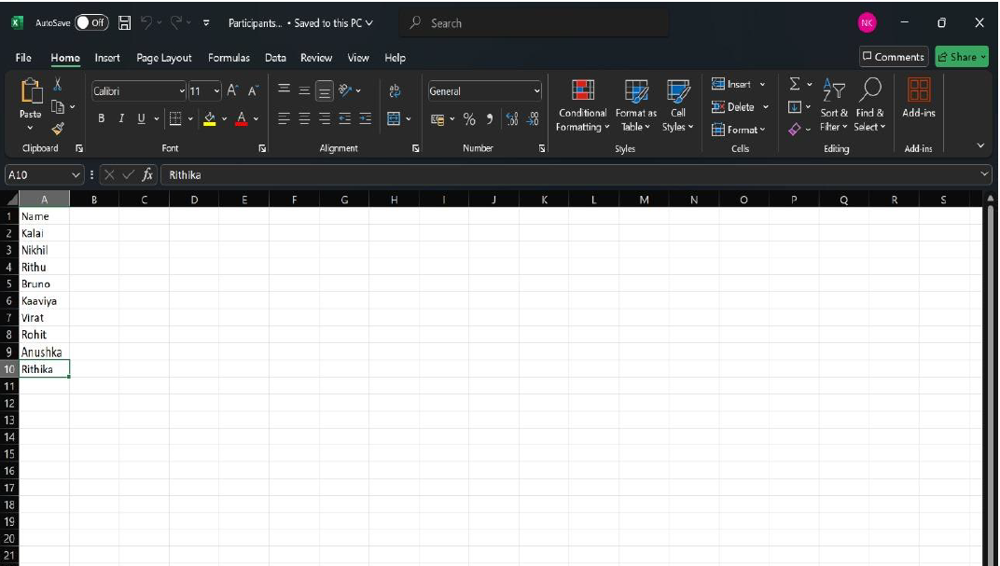 AutoSave Off Participants... • Saved to this PC Search NK
File Home Insert Page Layout Formulas Data Review View Help Comments Share
Calibri 11 General Insert
Paste Conditional Format as Cell Delete Sort & Find & Add-ins
B I U A % Formatting Table Styles Format Filter Select
Clipboard Font Alignment Number Styles Cells Editing Add-ins
A10 fx Rithika
A B C D E F G H I J K L M N O P Q R S
1 Name
2 Kalai
3 Nikhil
4 Rithu
5 Bruno
6 Kaaviya
7 Virat
8 Rohit
9 Anushka
10 Rithika
11
12
13
14
15
16
17
18
19
20
21